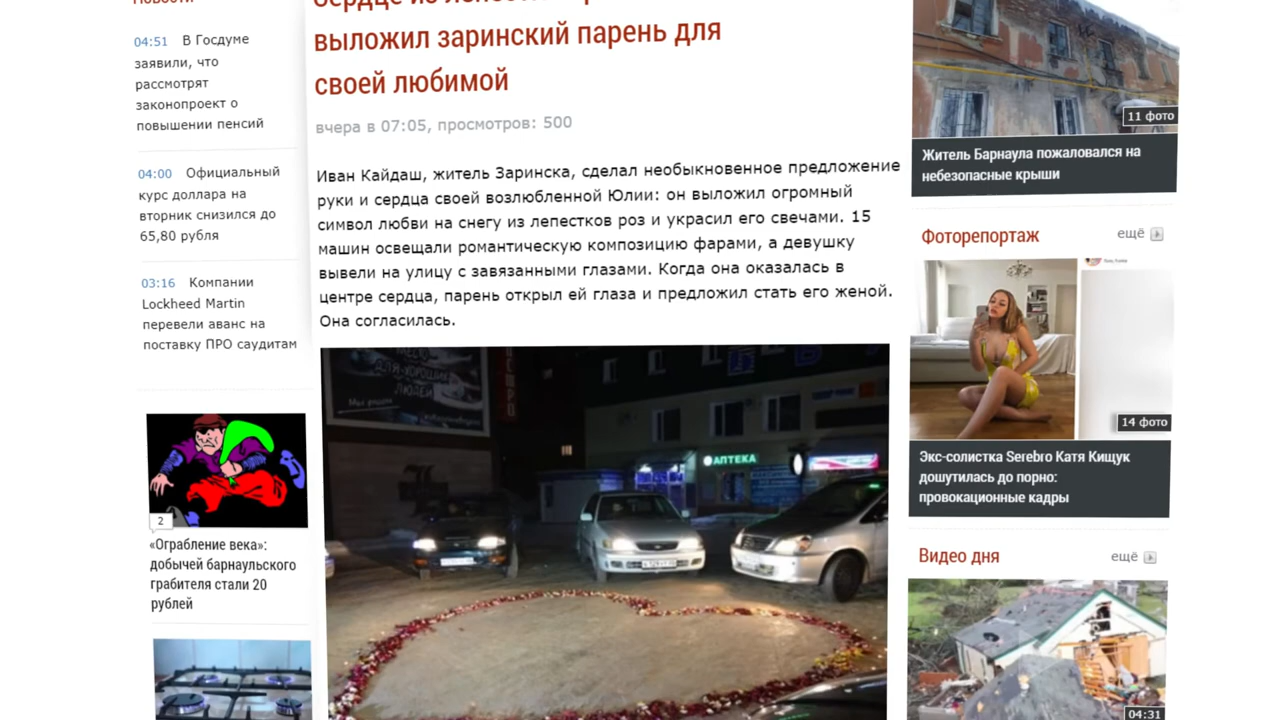 Новости
04:51 В Госдуме
заявили, что
рассмотрят
законопроект о
повышении пенсий
04:00 Официальный
курс доллара на
вторник снизился до
65,80 рубля
03:16 Компании
Lockheed Martin
перевели аванс на
поставку ПРО саудитам
2
«Ограбление века»:
добычей барнаульского
грабителя стали 20
рублей
Сердце из
выложил заринский парень для
своей любимой
вчера в 07:05, просмотров: 500
Иван Кайдаш, житель Заринска, сделал необыкновенное предложение
руки и сердца своей возлюбленной Юлии: он выложил огромный
символ любви на снегу из лепестков роз и украсил его свечами. 15
машин освещали романтическую композицию фарами, а девушку
вывели на улицу с завязанными глазами. Когда она оказалась в
центре сердца, парень открыл ей глаза и предложил стать его женой.
Она согласилась.
МЕСТО
ДЛЯ ХОРОШИХ
ЛЮДЕЙ
АПТЕКА
11 фото
Житель Барнаула пожаловался на
небезопасные крыши
Фоторепортаж ещё
14 фото
Экс-солистка Serebro Катя Кищук
дошутилась до порно:
провокационные кадры
Видео дня ещё
04:31